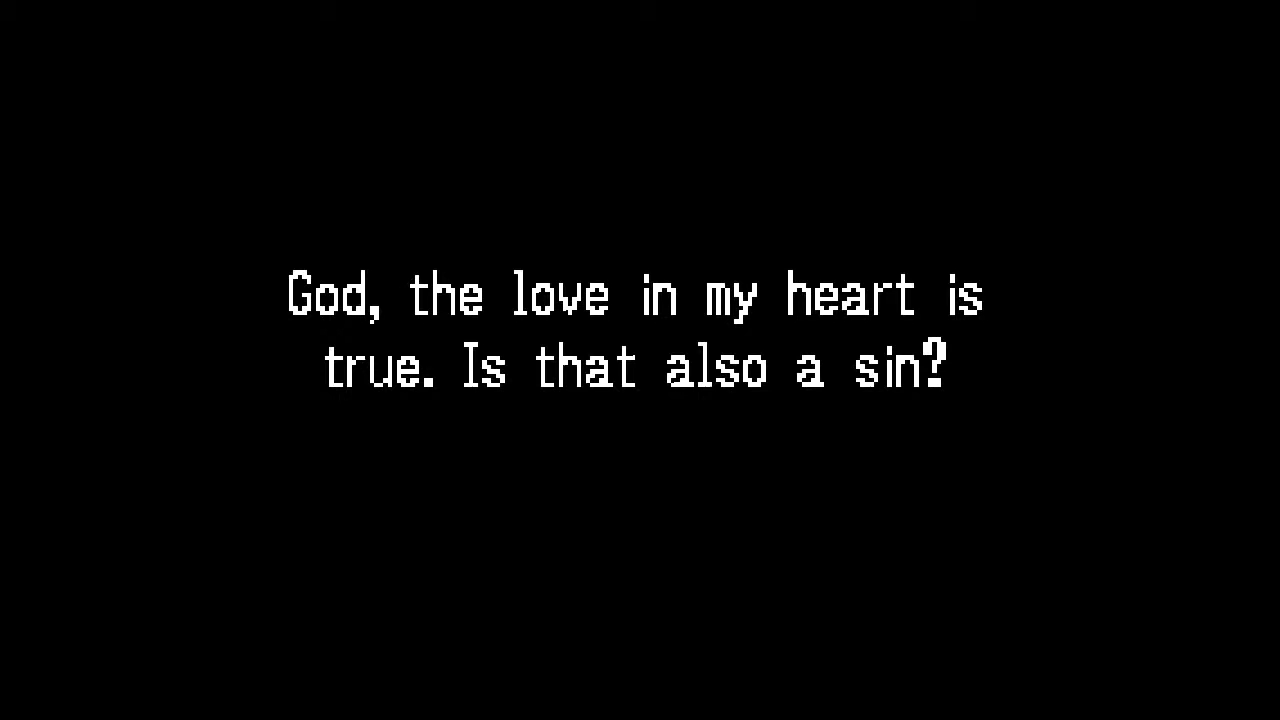 God, the love in my heart is
true. Is that also a sin?